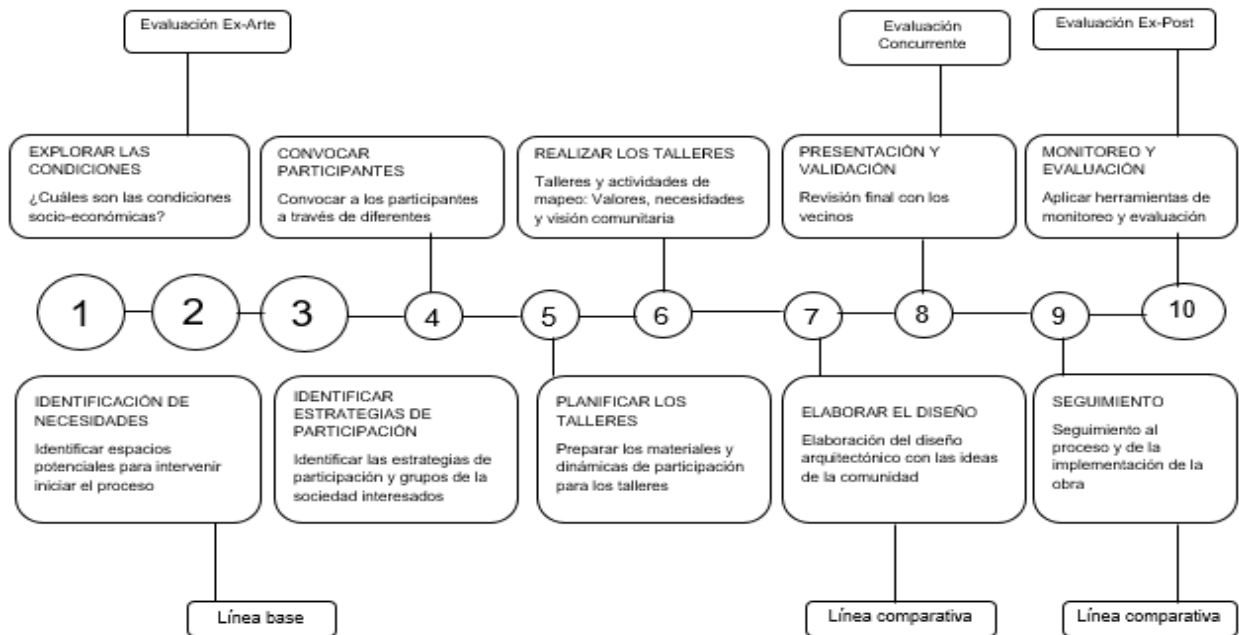 Evaluación Ex-Arte
Evaluación
Concurrente
Evaluación Ex-Post
EXPLORAR LAS
CONDICIONES
¿Cuáles son las condiciones
socio-económicas?
CONVOCAR
PARTICIPANTES
Convocar a los participantes
a través de diferentes
REALIZAR LOS TALLERES
Talleres y actividades de
mapeo: Valores, necesidades
y visión comunitaria
PRESENTACIÓN Y
VALIDACIÓN
Revisión final con los
vecinos
MONITOREO Y
EVALUACIÓN
Aplicar herramientas de
monitoreo y evaluación
1
2
3
4
5
6
7
8
9
10
IDENTIFICACIÓN DE
NECESIDADES
Identificar espacios
potenciales para intervenir
iniciar el proceso
IDENTIFICAR
ESTRATEGIAS DE
PARTICIPACIÓN
Identificar las estrategias de
participación y grupos de la
sociedad interesados
PLANIFICAR LOS
TALLERES
Preparar los materiales y
dinámicas de participación
para los talleres
ELABORAR EL DISEÑO
Elaboración del diseño
arquitectónico con las ideas
de la comunidad
SEGUIMIENTO
Seguimiento al
proceso y de la
implementación de la
obra
Línea base
Línea comparativa
Línea comparativa